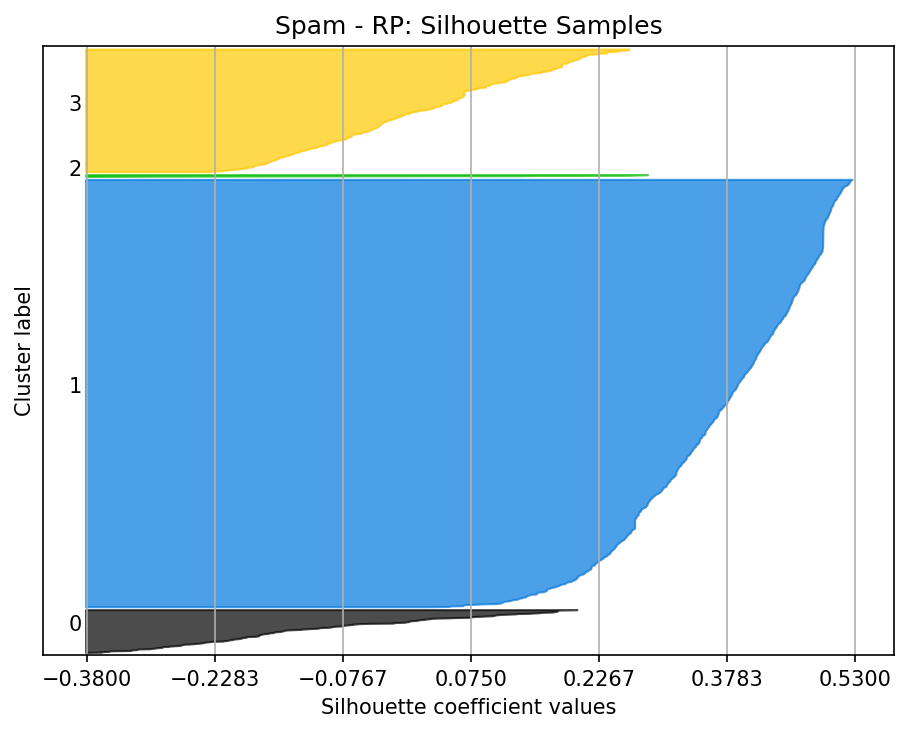 Spam - RP: Silhouette Samples
Cluster label
3
2
1
0
−0.3800 −0.2283 −0.0767 0.0750 0.2267 0.3783 0.5300
Silhouette coefficient values